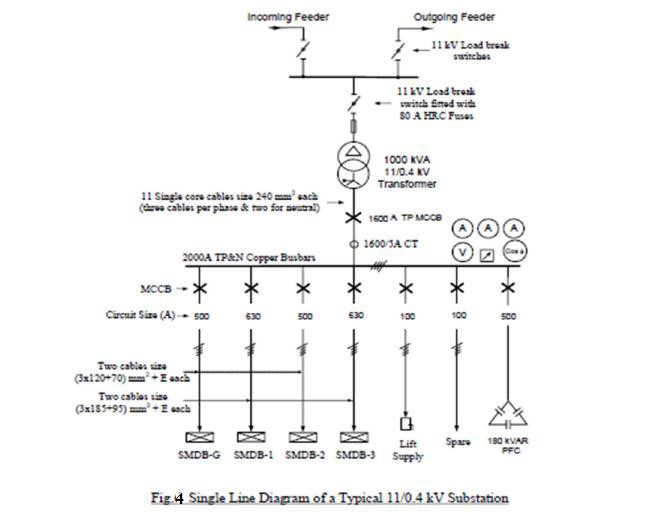 Incoming Feeder
Outgoing Feeder
11 kV Load break
switches
11 kV Load break
switch fitted with
80 A HRC Fuses
1000 kVA
11/0.4 kV
Transformer
11 Single core cables size 240 mm² each
(three cables per phase & two for neutral)
1600 A TP MCCB
1600/5A CT
A A A
V Cos ø
2000A TP&N Copper Busbars
MCCB
Circuit Size (A) 500 630 500 630 100 100 500
Two cables size
(3x120+70) mm² + E each
Two cables size
(3x185+95) mm² + E each
SMDB-G SMDB-1 SMDB-2 SMDB-3 Lift Supply Spare 180 kVAR PFC
Fig.4 Single Line Diagram of a Typical 11/0.4 kV Substation